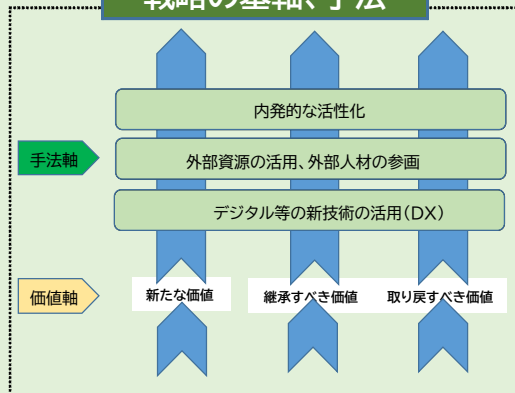 戦略の基軸、手法
内発的な活性化
手法軸
外部資源の活用、外部人材の参画
デジタル等の新技術の活用(DX)
価値軸
新たな価値
継承すべき価値
取り戻すべき価値